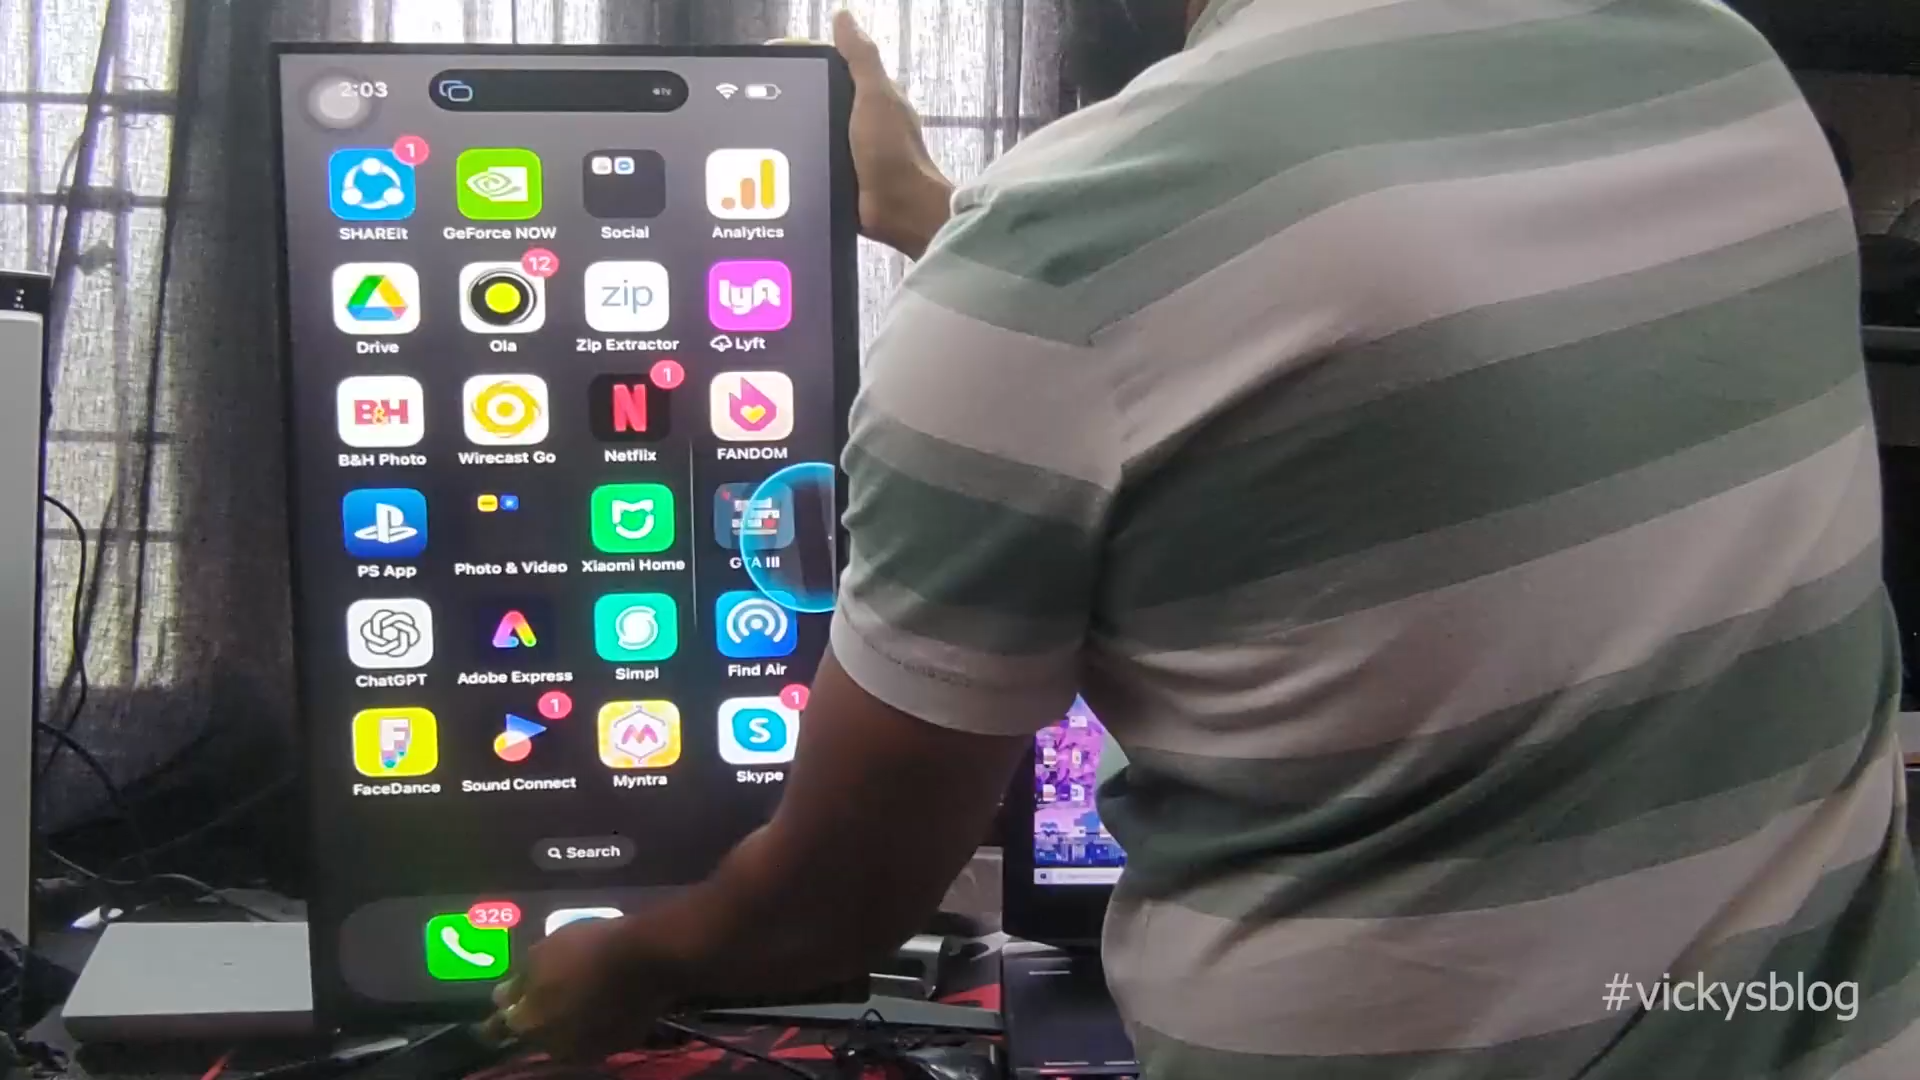 2:03
tv
1
SHAREit
GeForce NOW
Social
Analytics
12
zip
lyft
Drive
Ola
Zip Extractor
Lyft
1
B&H
N
B&H Photo
Wirecast Go
Netflix
FANDOM
PS App
Photo & Video
Xiaomi Home
GTA III
ChatGPT
Adobe Express
Simpl
Find Air
1
1
F
S
FaceDance
Sound Connect
Myntra
Skype
Search
326
#vickysblog